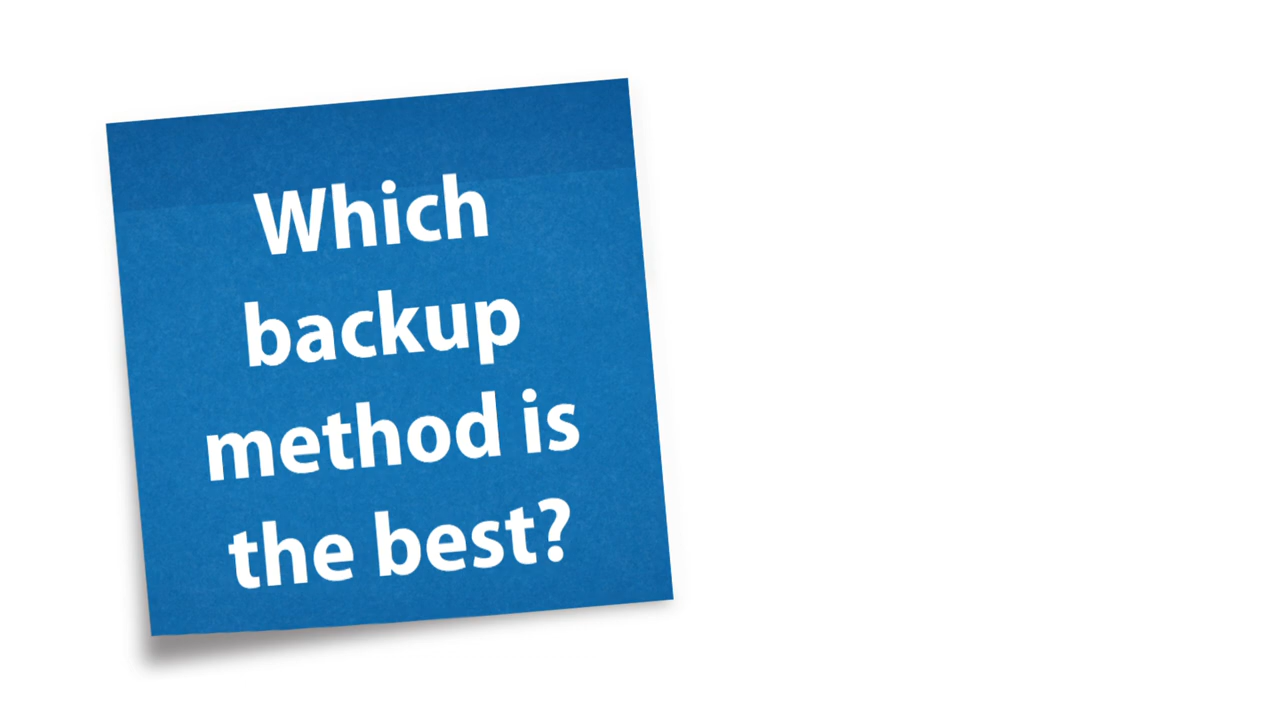 Which
backup
method is
the best?